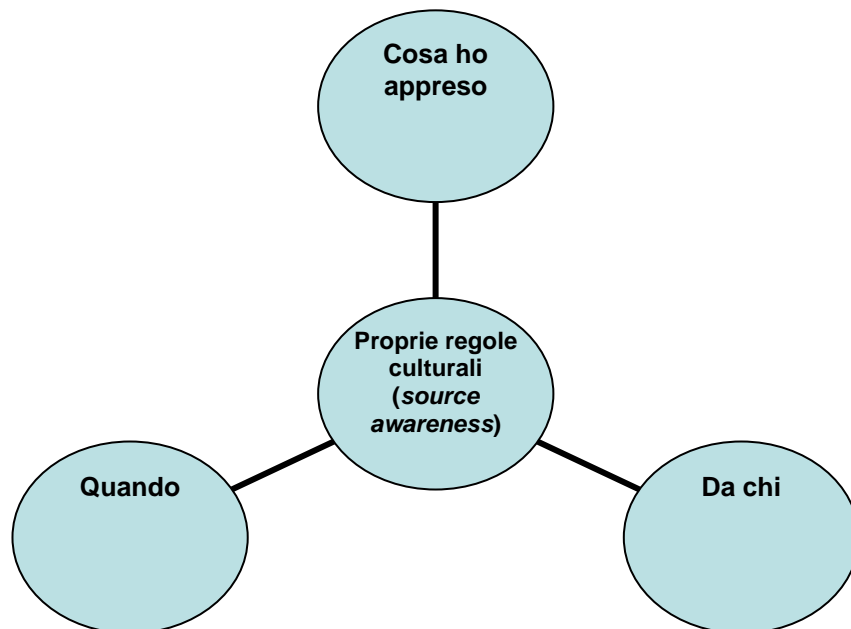 Cosa ho
appreso
Proprie regole
culturali
(source
awareness)
Quando
Da chi